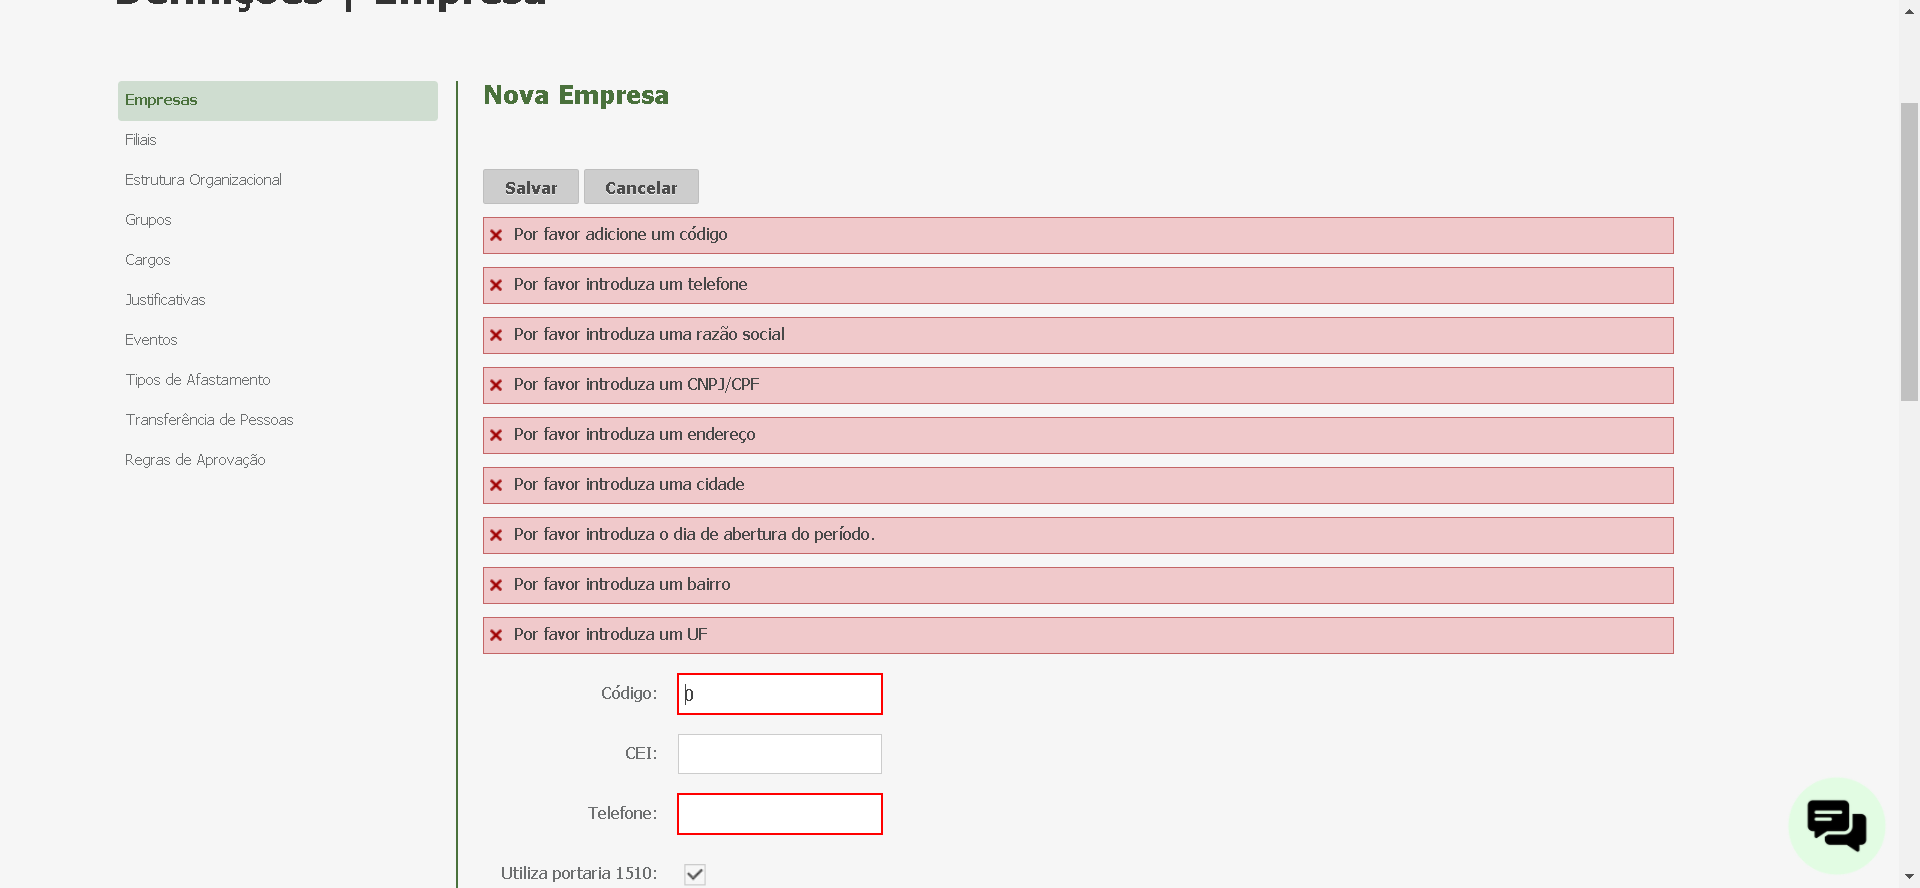 Definições | Empresa
Empresas
Filiais
Estrutura Organizacional
Grupos
Cargos
Justificativas
Eventos
Tipos de Afastamento
Transferência de Pessoas
Regras de Aprovação
Nova Empresa
Salvar Cancelar
Por favor adicione um código
Por favor introduza um telefone
Por favor introduza uma razão social
Por favor introduza um CNPJ/CPF
Por favor introduza um endereço
Por favor introduza uma cidade
Por favor introduza o dia de abertura do período.
Por favor introduza um bairro
Por favor introduza um UF
Código: 0
CEI:
Telefone:
Utiliza portaria 1510: